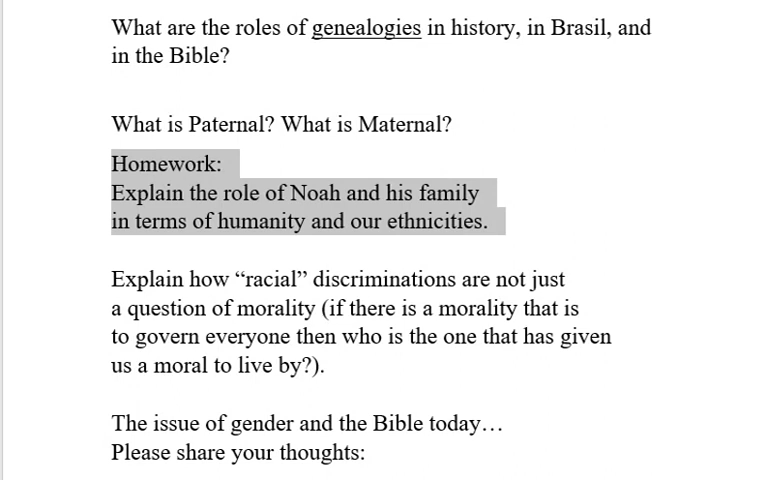 What are the roles of genealogies in history, in Brasil, and
in the Bible?
What is Paternal? What is Maternal?
Homework:
Explain the role of Noah and his family
in terms of humanity and our ethnicities.
Explain how “racial” discriminations are not just
a question of morality (if there is a morality that is
to govern everyone then who is the one that has given
us a moral to live by?).
The issue of gender and the Bible today…
Please share your thoughts: